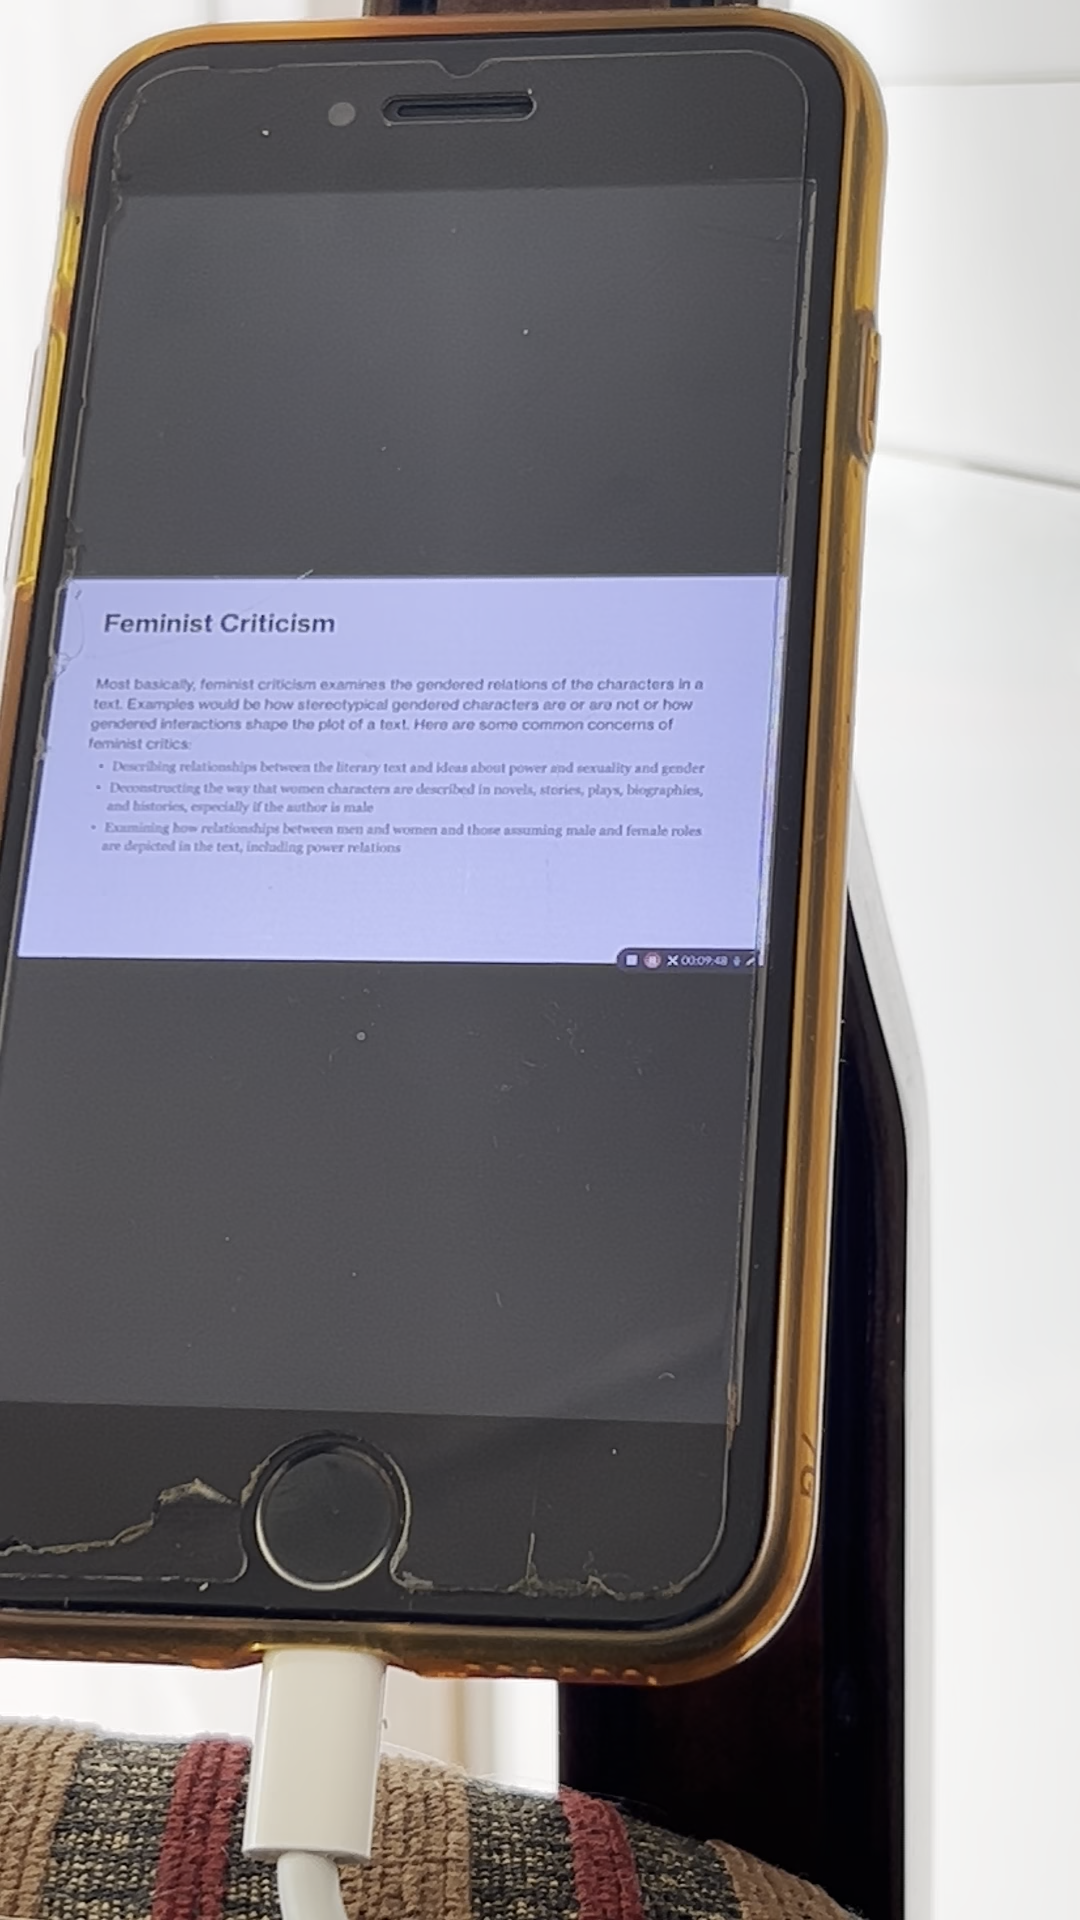 Feminist Criticism
Most basically, feminist criticism examines the gendered relations of the characters in a
text. Examples would be how stereotypical gendered characters are or are not or how
gendered interactions shape the plot of a text. Here are some common concerns of
feminist critics:
• Describing relationships between the literary text and ideas about power and sexuality and gender
• Deconstructing the way that women characters are described in novels, stories, plays, biographies,
and histories, especially if the author is male
• Examining how relationships between men and women and those assuming male and female roles
are depicted in the text, including power relations
00:09:48